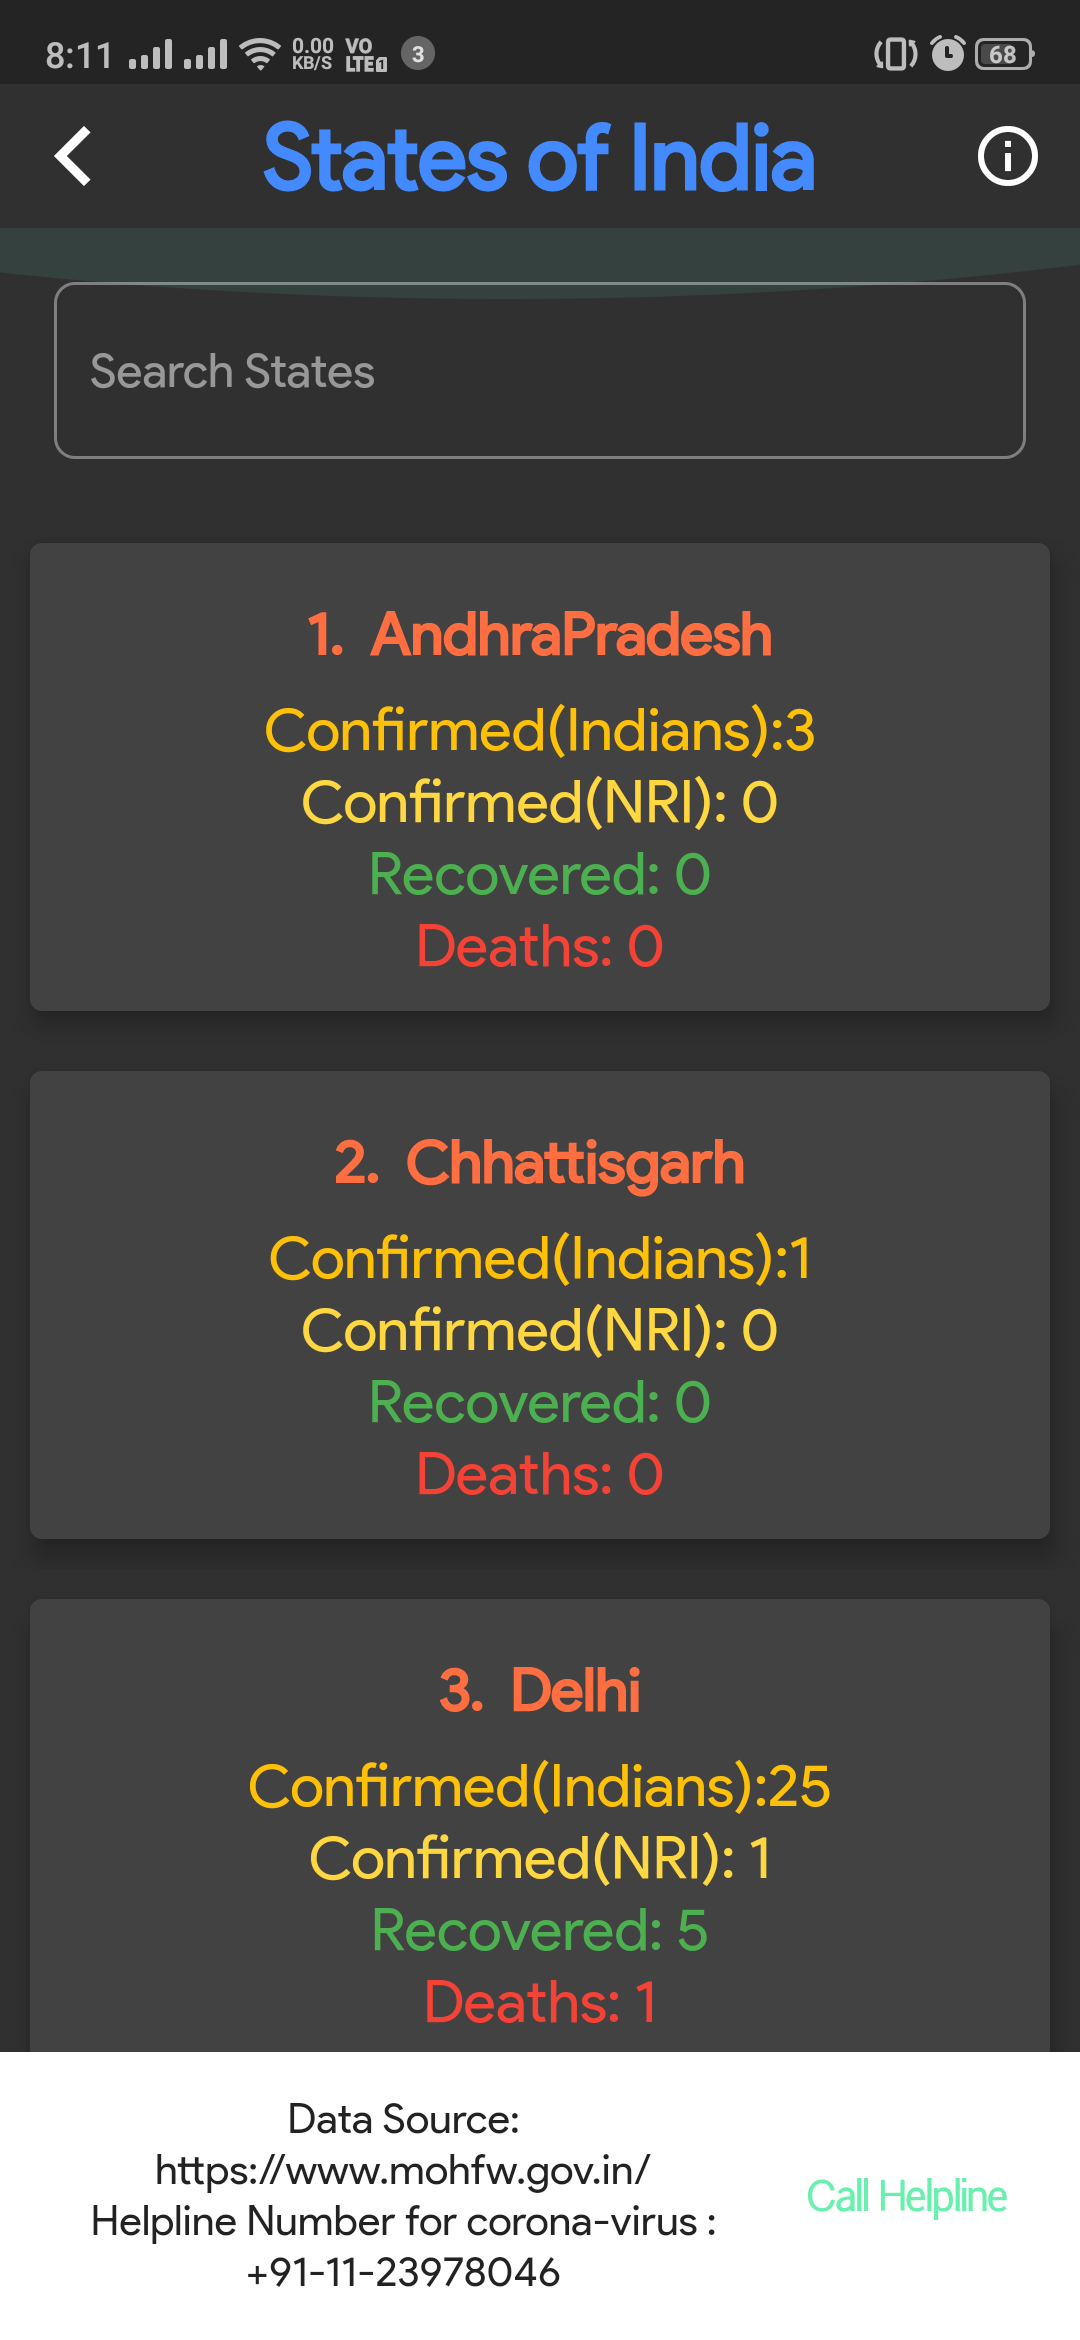 8:11 0.00 KB/S VO LTE 1 3 68
States of India
Search States
1. AndhraPradesh
Confirmed(Indians):3
Confirmed(NRI): 0
Recovered: 0
Deaths: 0
2. Chhattisgarh
Confirmed(Indians):1
Confirmed(NRI): 0
Recovered: 0
Deaths: 0
3. Delhi
Confirmed(Indians):25
Confirmed(NRI): 1
Recovered: 5
Deaths: 1
Data Source:
https://www.mohfw.gov.in/
Helpline Number for corona-virus :
+91-11-23978046
Call Helpline